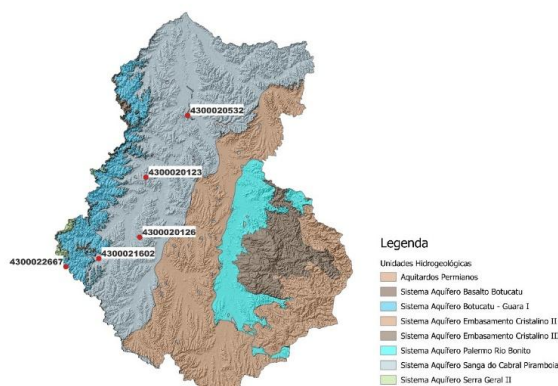 4300020532
4300020123
4300020126
4300022667
4300021602
Legenda
Unidades Hidrogeológicas
Aquitardos Permianos
Sistema Aquífero Basalto Botucatu
Sistema Aquífero Botucatu - Guara I
Sistema Aquífero Embasamento Cristalino II
Sistema Aquífero Embasamento Cristalino III
Sistema Aquífero Palermo Rio Bonito
Sistema Aquífero Sanga do Cabral Pirambóia
Sistema Aquífero Serra Geral II